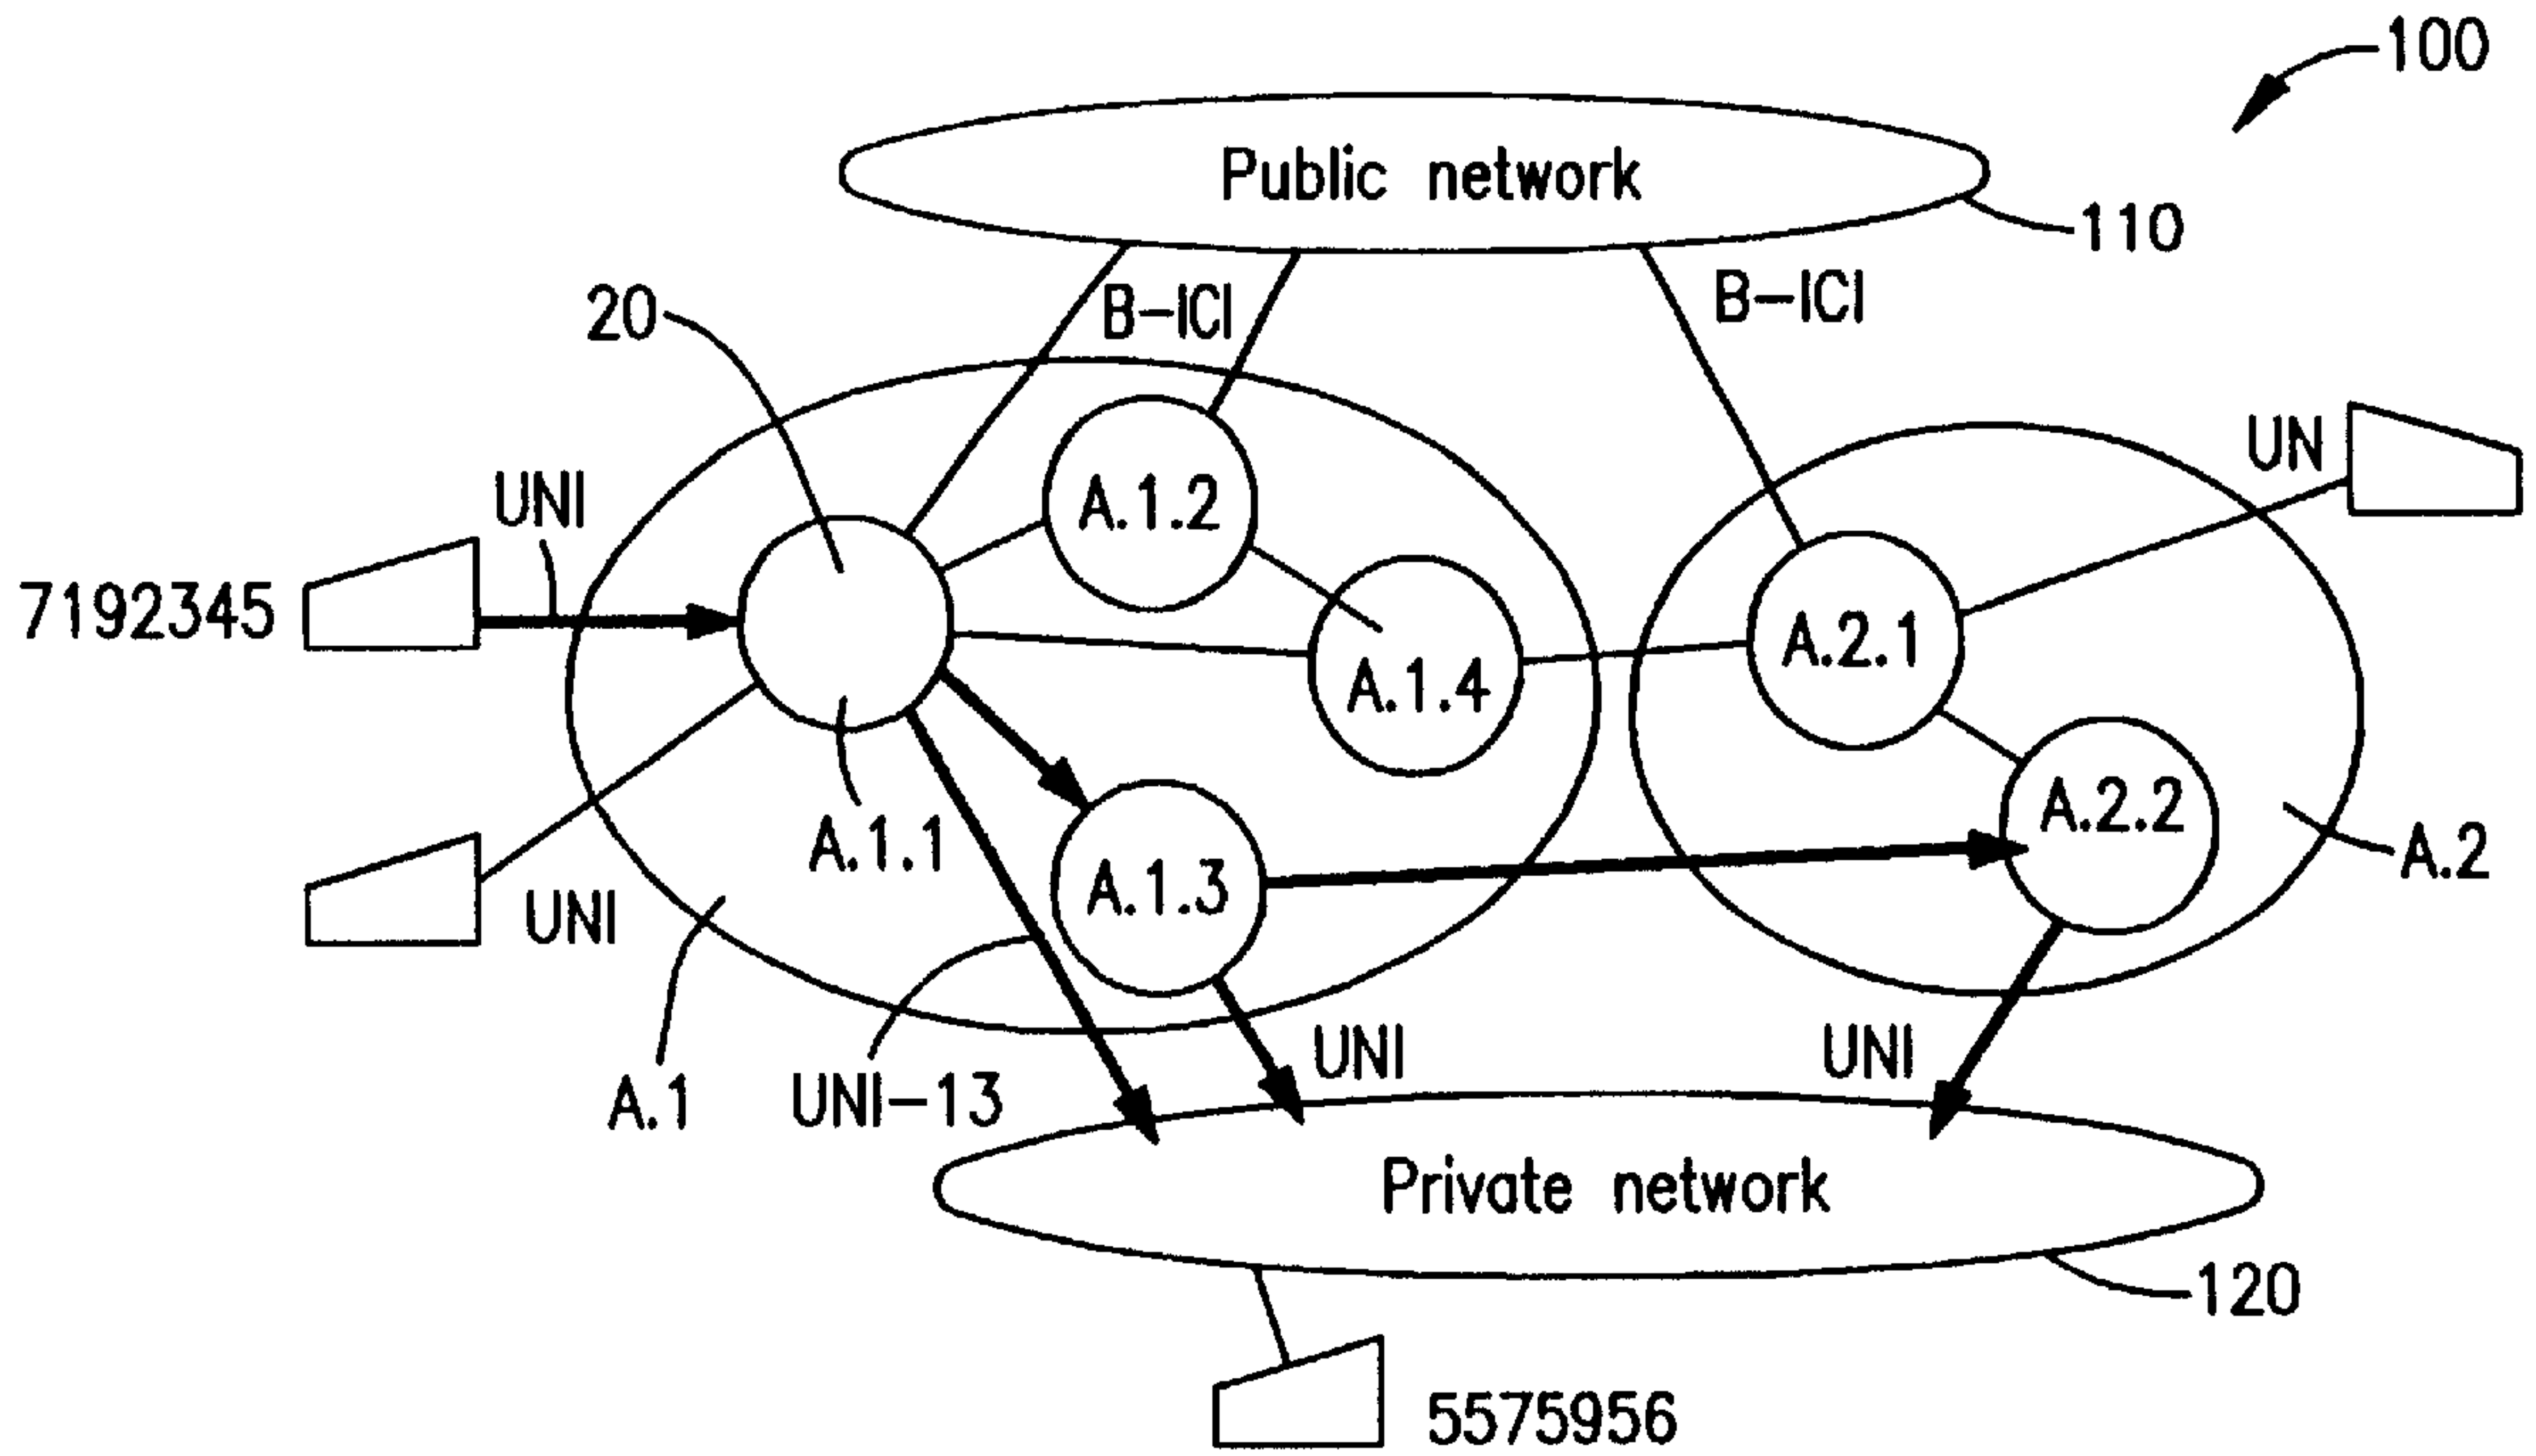 100
Public network
110
B-ICI
B-ICI
20
UNI
UN
A.1.2
7192345
A.2.1
A.1.4
A.2.2
A.1.1
A.1.3
A.2
UNI
UNI-13
A.1
UNI
UNI
Private network
120
5575956